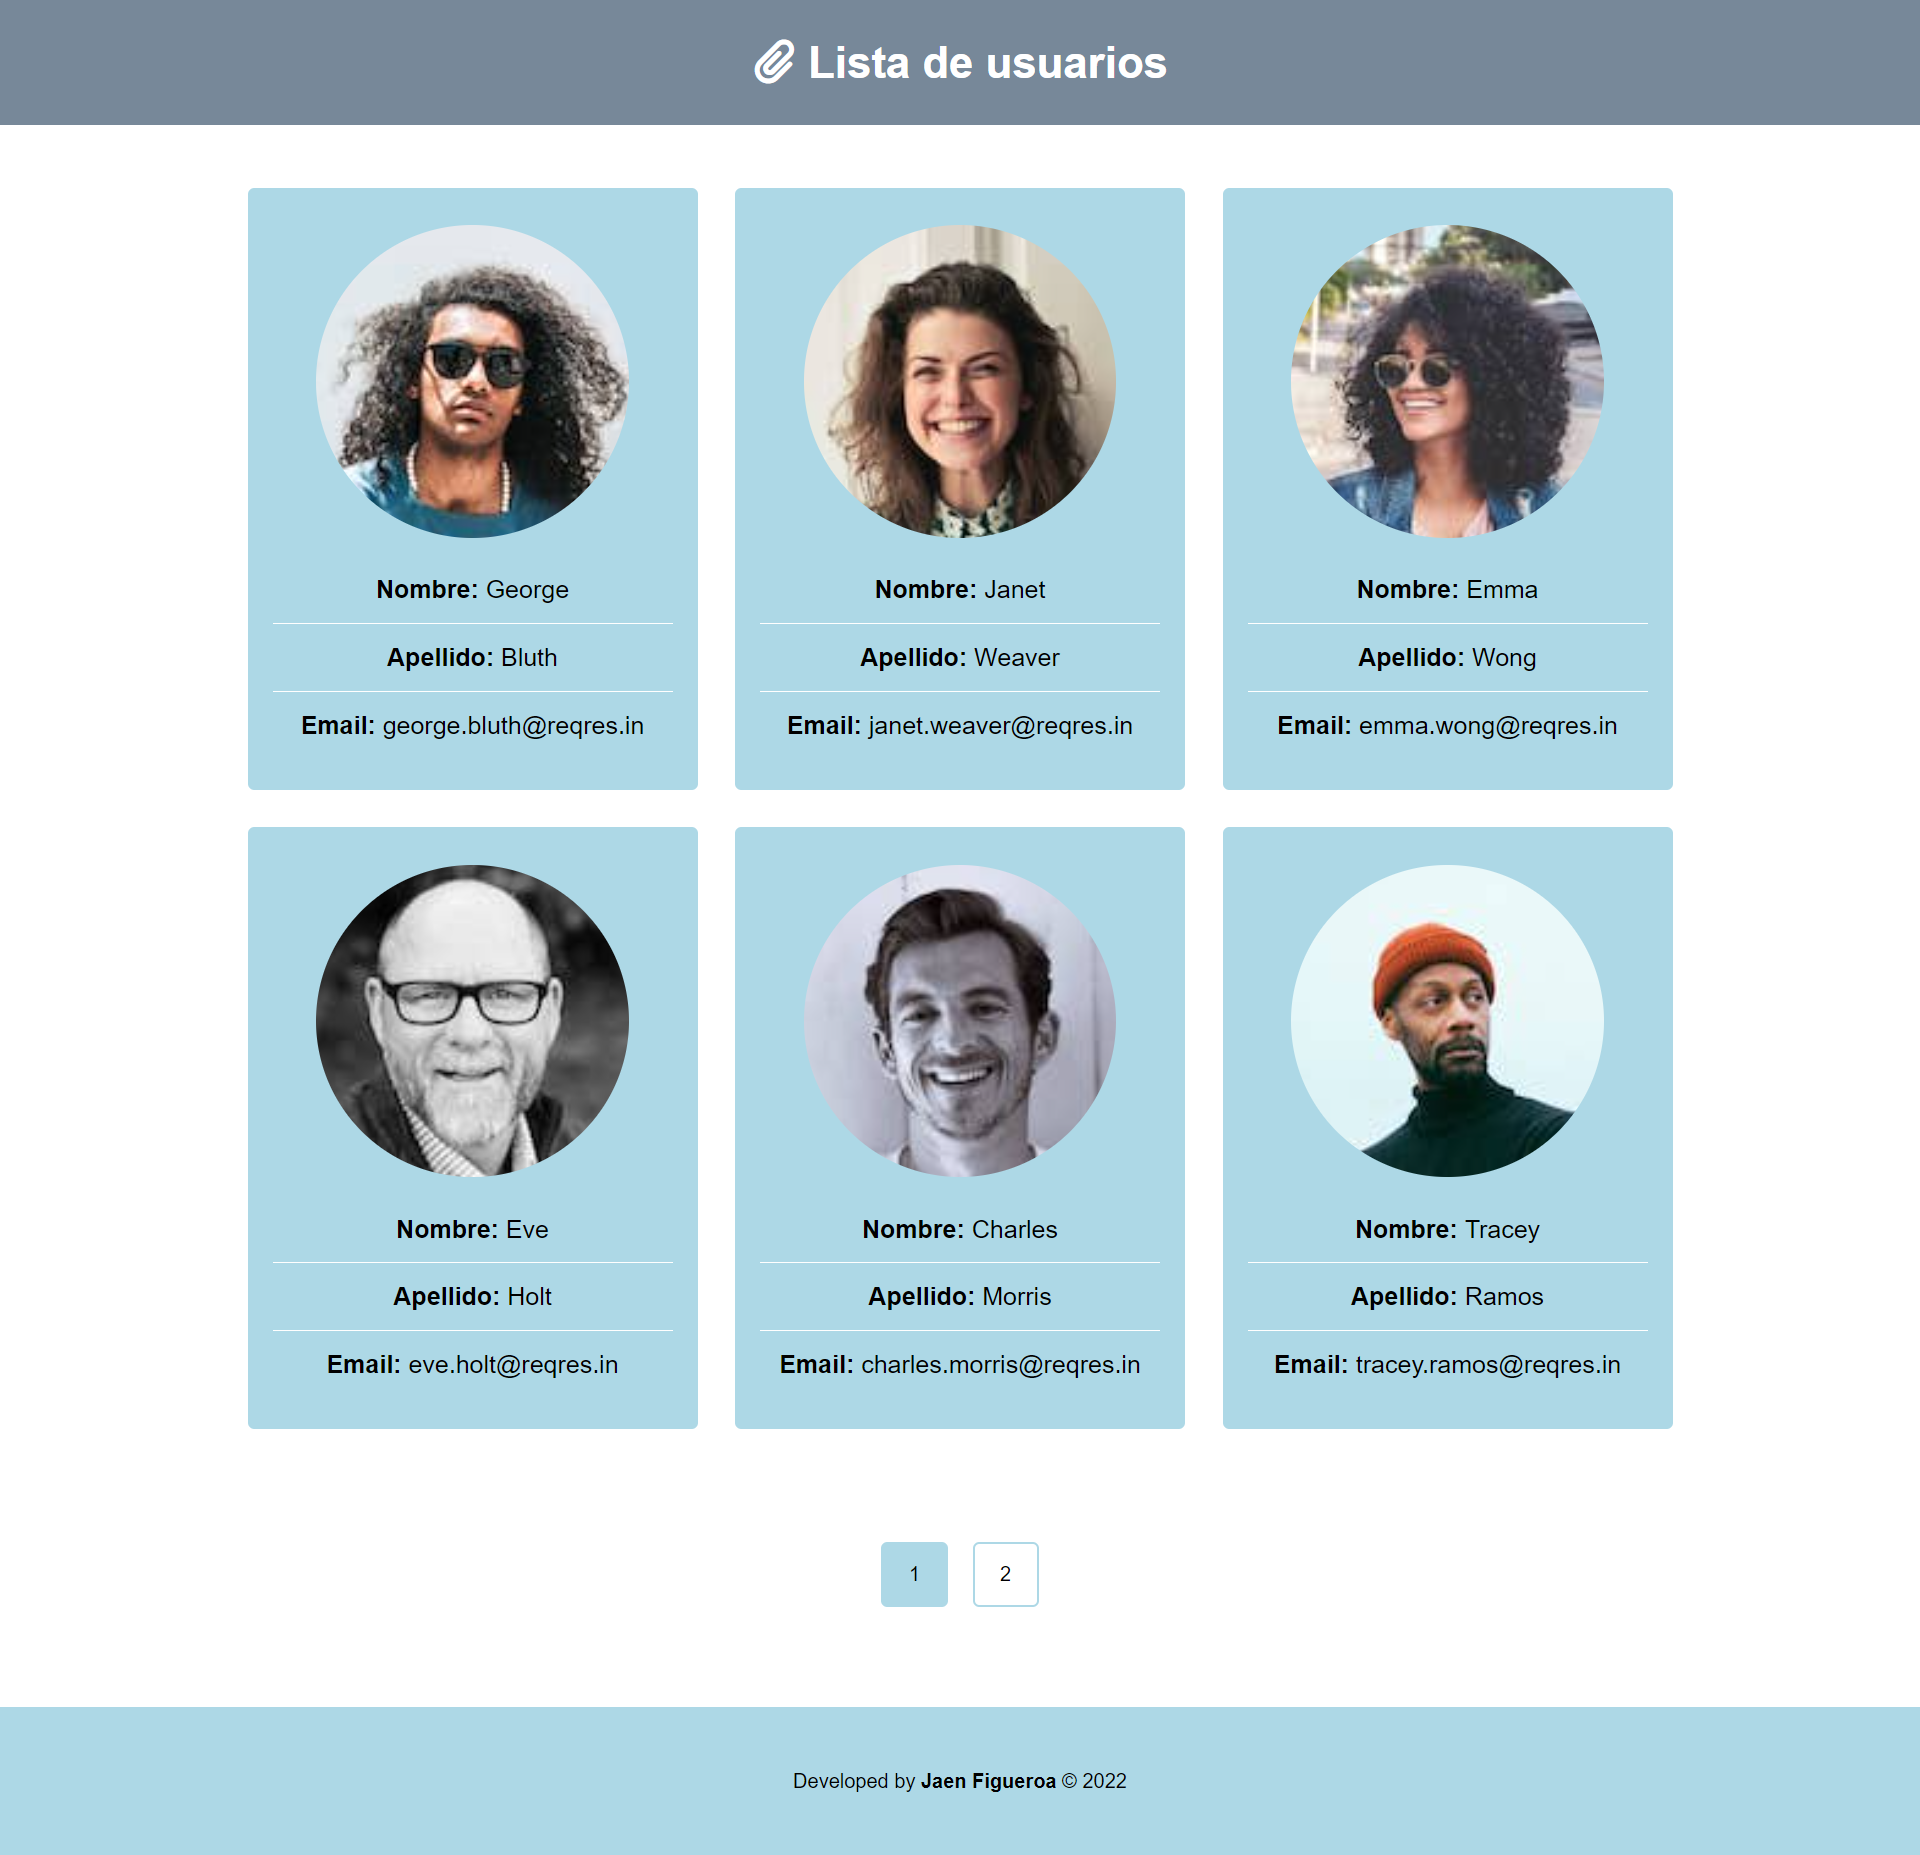 Lista de usuarios
Nombre: George
Apellido: Bluth
Email: george.bluth@reqres.in
Nombre: Janet
Apellido: Weaver
Email: janet.weaver@reqres.in
Nombre: Emma
Apellido: Wong
Email: emma.wong@reqres.in
Nombre: Eve
Apellido: Holt
Email: eve.holt@reqres.in
Nombre: Charles
Apellido: Morris
Email: charles.morris@reqres.in
Nombre: Tracey
Apellido: Ramos
Email: tracey.ramos@reqres.in
1 2
Developed by Jaen Figueroa © 2022